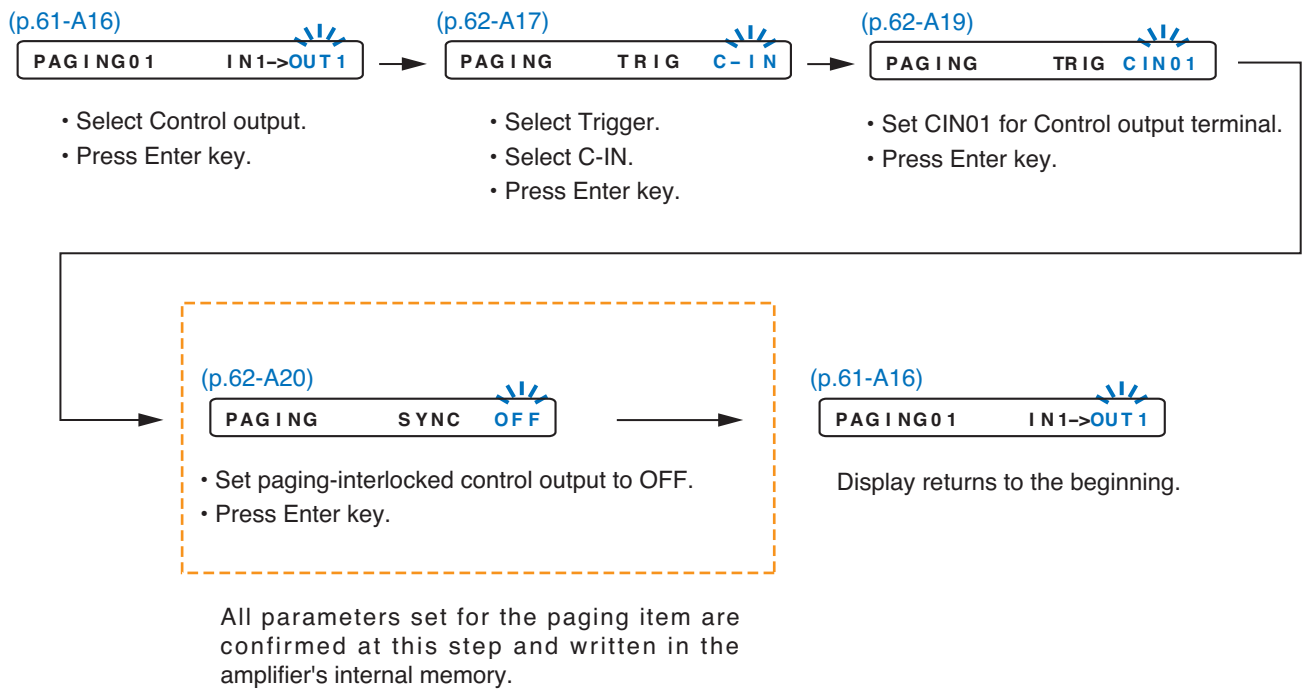 (p.61-A16)
PAGING01 IN1->OUT1
• Select Control output.
• Press Enter key.
(p.62-A17)
PAGING TRIG C-IN
• Select Trigger.
• Select C-IN.
• Press Enter key.
(p.62-A19)
PAGING TRIG CIN01
• Set CIN01 for Control output terminal.
• Press Enter key.
(p.62-A20)
PAGING SYNC OFF
• Set paging-interlocked control output to OFF.
• Press Enter key.
(p.61-A16)
PAGING01 IN1->OUT1
Display returns to the beginning.
All parameters set for the paging item are
confirmed at this step and written in the
amplifier's internal memory.